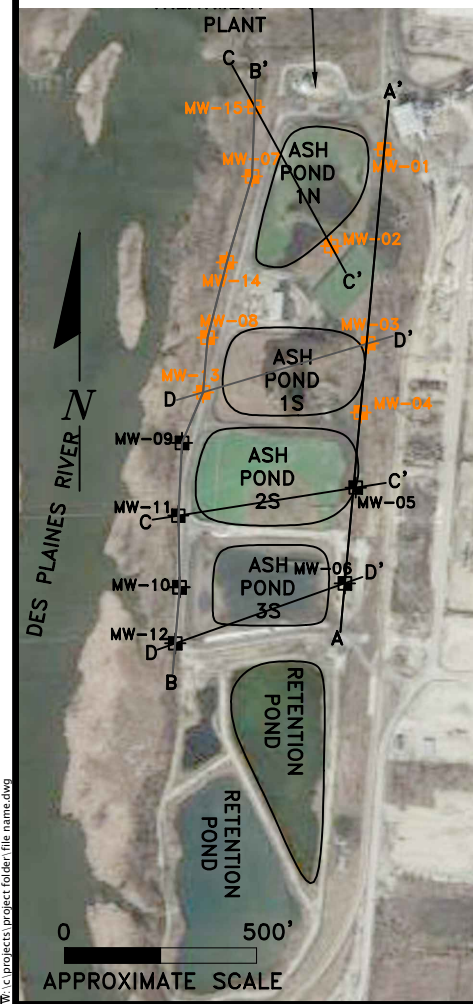 PLANT
C
B'
A'
MW-15
ASH
POND
1N
MW-07
MW-01
MW-02
C'
MW-14
MW-08
MW-03
D'
ASH
POND
1S
D
MW-04
N
MW-09
ASH
POND
2S
C'
MW-05
MW-11
C
DES PLAINES RIVER
ASH
POND
3S
MW-06
D'
MW-10
MW-12
D
A
B
RETENTION
POND
RETENTION
POND
0 500'
APPROXIMATE SCALE
W:\c\projects\project folder\file name.dwg